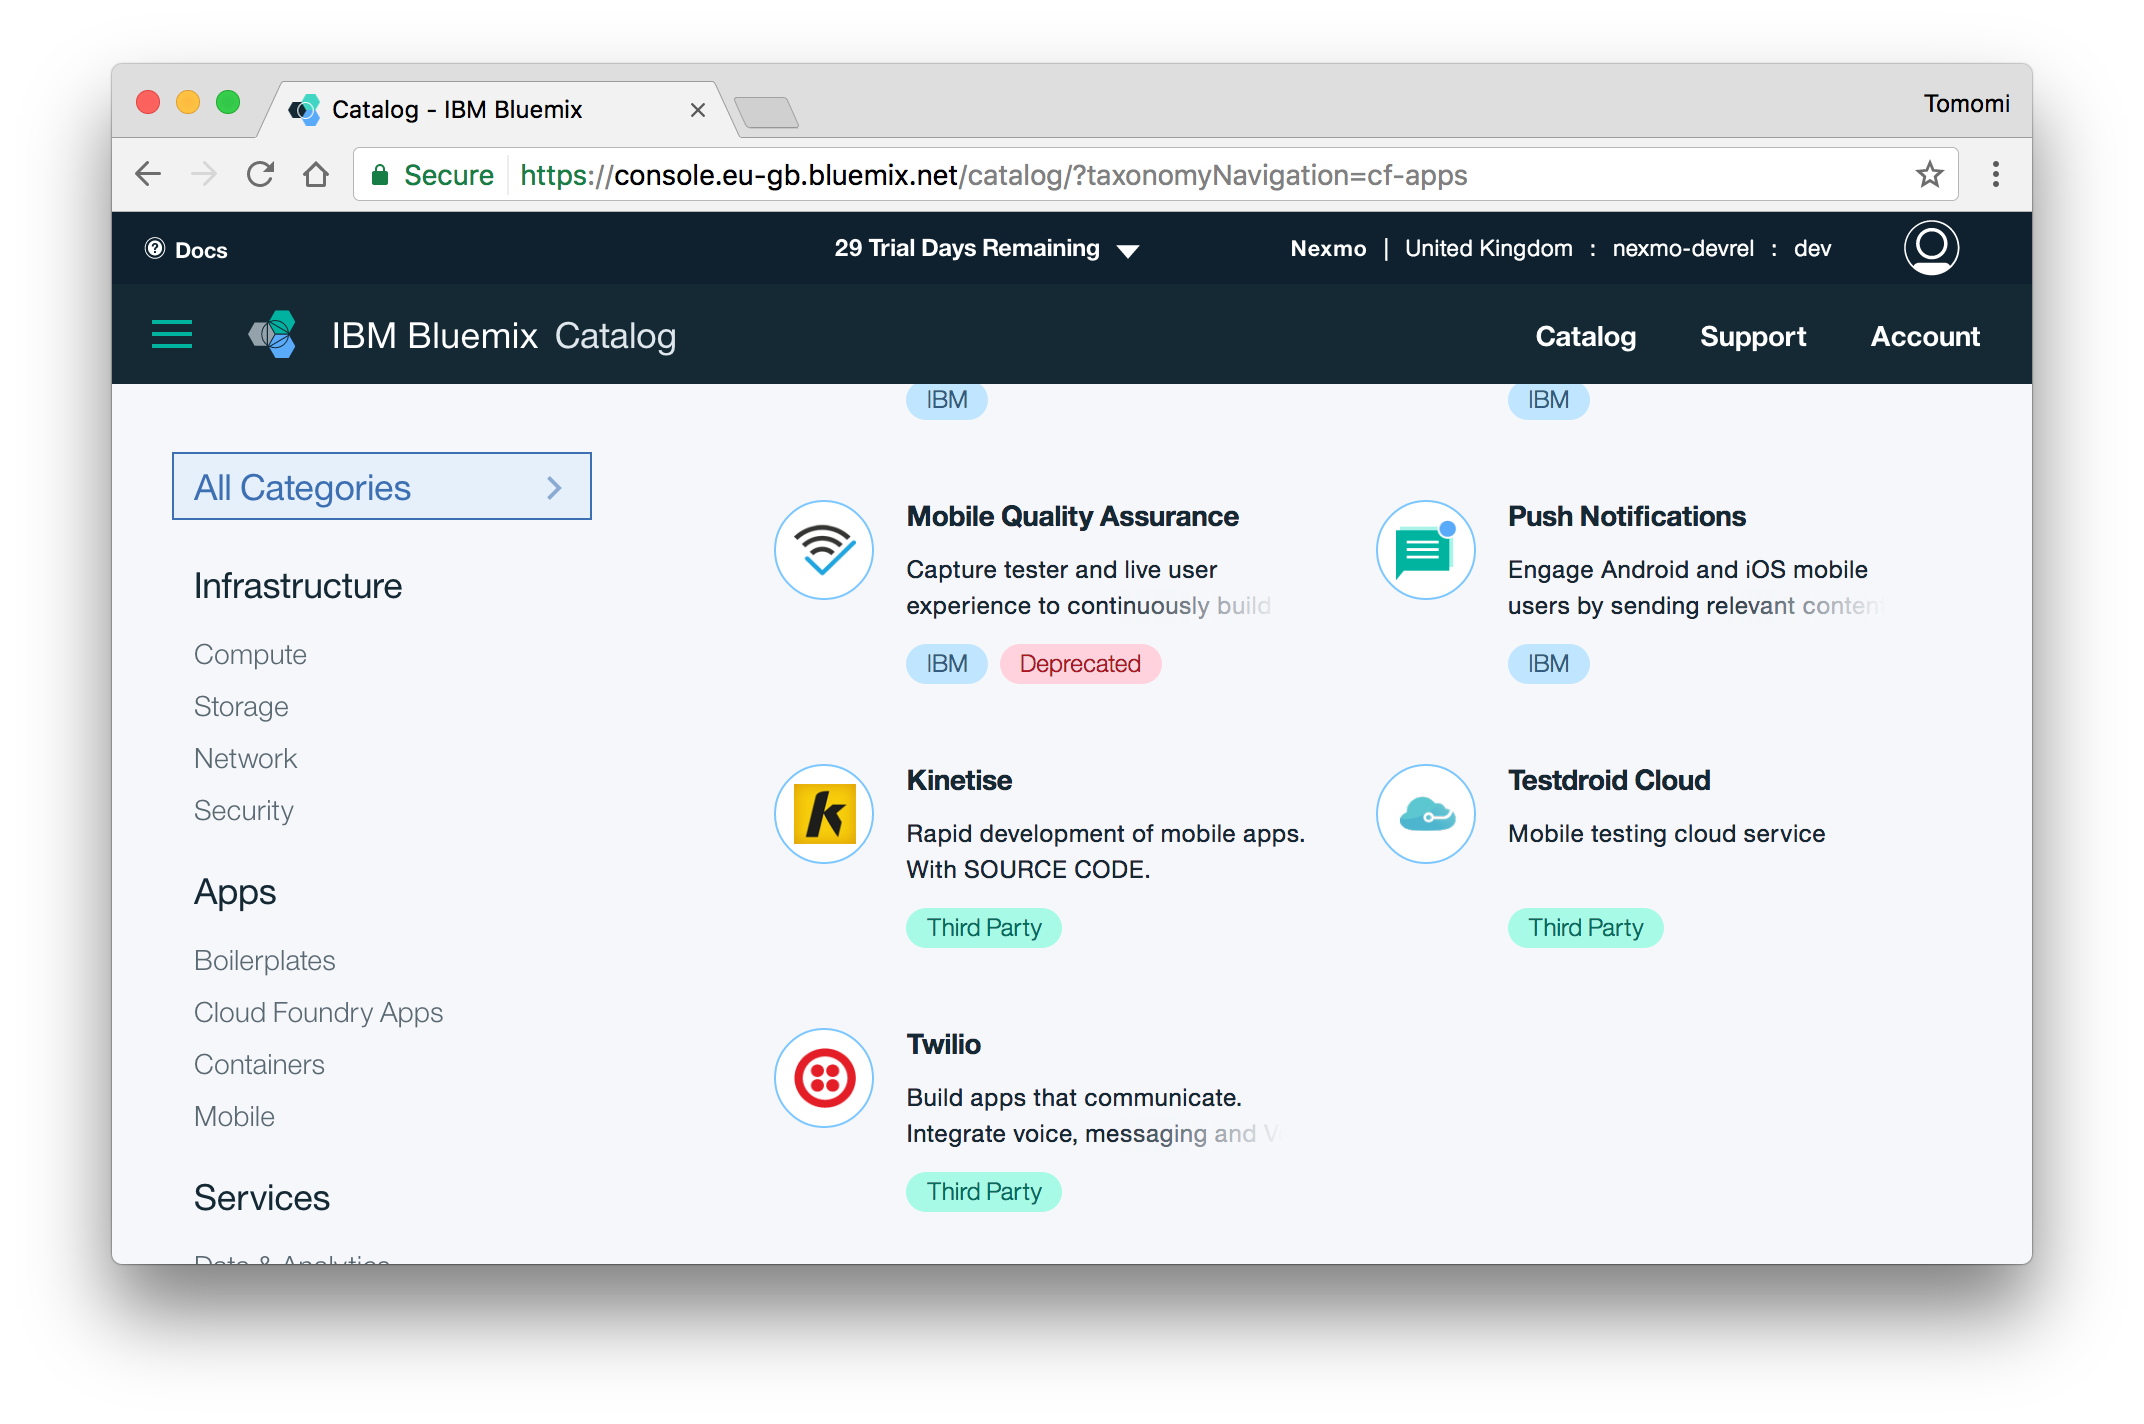 Catalog - IBM Bluemix
Tomomi
Secure
https://console.eu-gb.bluemix.net/catalog/?taxonomyNavigation=cf-apps
Docs
29 Trial Days Remaining
Nexmo | United Kingdom : nexmo-devrel : dev
IBM Bluemix Catalog
Catalog
Support
Account
All Categories
Infrastructure
Compute
Storage
Network
Security
Apps
Boilerplates
Cloud Foundry Apps
Containers
Mobile
Services
Data & Analytics
IBM
IBM
Mobile Quality Assurance
Capture tester and live user
experience to continuously build
IBM
Deprecated
Push Notifications
Engage Android and iOS mobile
users by sending relevant content
IBM
Kinetise
Rapid development of mobile apps.
With SOURCE CODE.
Third Party
Testdroid Cloud
Mobile testing cloud service
Third Party
Twilio
Build apps that communicate.
Integrate voice, messaging and
Third Party